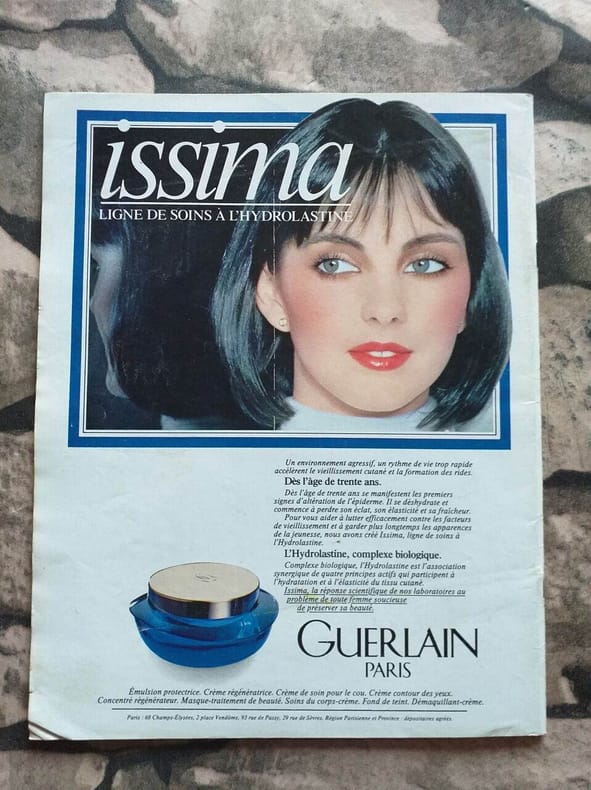 issima
LIGNE DE SOINS À L'HYDROLASTINE
Un environnement agressif, un rythme de vie trop rapide
accélèrent le vieillissement cutané et la formation des rides.
Dès l'âge de trente ans.
Dès l'âge de trente ans se manifestent les premiers
signes d'altération de l'épiderme. Il se déshydrate et
commence à perdre son éclat, son élasticité et sa fraîcheur.
Pour vous aider à lutter efficacement contre les facteurs
de vieillissement et à garder plus longtemps les apparences
de la jeunesse, nous avons créé Issima, ligne de soins à
l'Hydrolastine.
L'Hydrolastine, complexe biologique.
Complexe biologique, l'Hydrolastine est l'association
synergique de quatre principes actifs qui participent à
l'hydratation et à l'élasticité du tissu cutané.
Issima, la réponse scientifique de nos laboratoires au
problème de toute femme soucieuse
de préserver sa beauté.
GUERLAIN
PARIS
Émulsion protectrice. Crème régénératrice. Crème de soin pour le cou. Crème contour des yeux.
Concentré régénérateur. Masque-traitement de beauté. Soins du corps-crème. Fond de teint. Démaquillant-crème.
Paris : 68 Champs-Élysées, 2 place Vendôme, 93 rue de Passy, 29 rue de Sèvres. Région Parisienne et Province : dépositaires agréés.